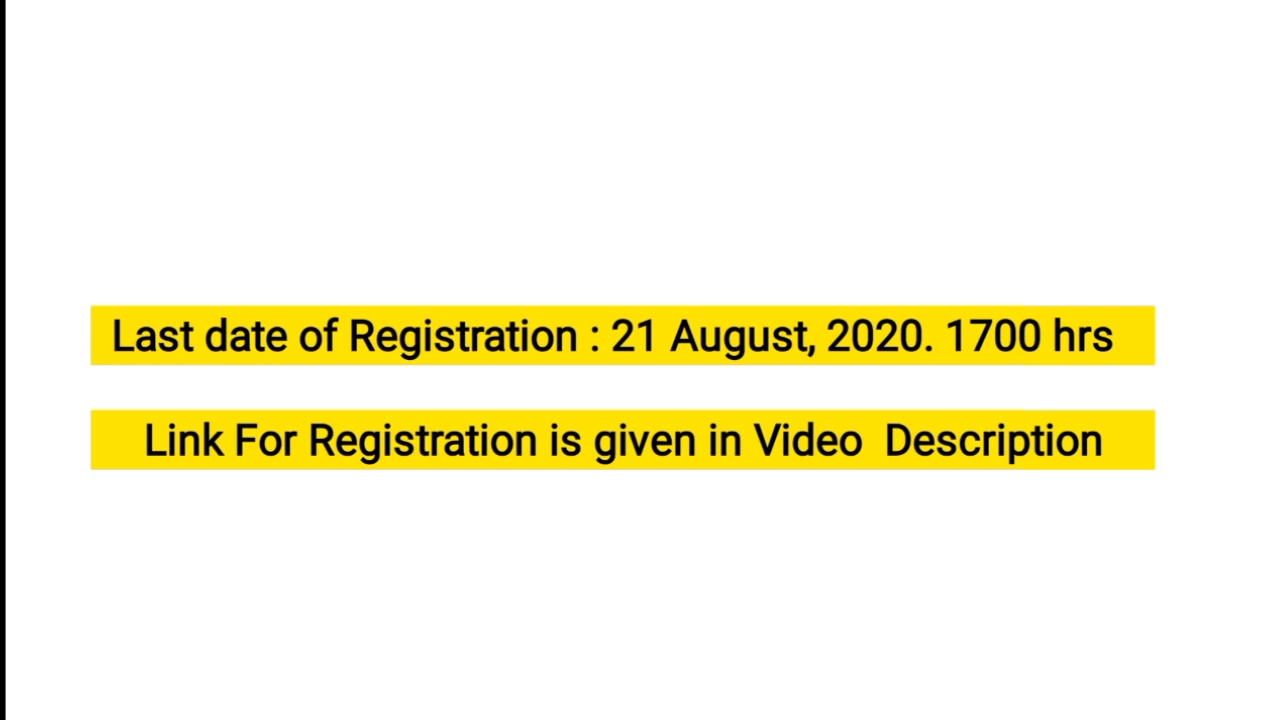 Last date of Registration : 21 August, 2020. 1700 hrs
Link For Registration is given in Video  Description